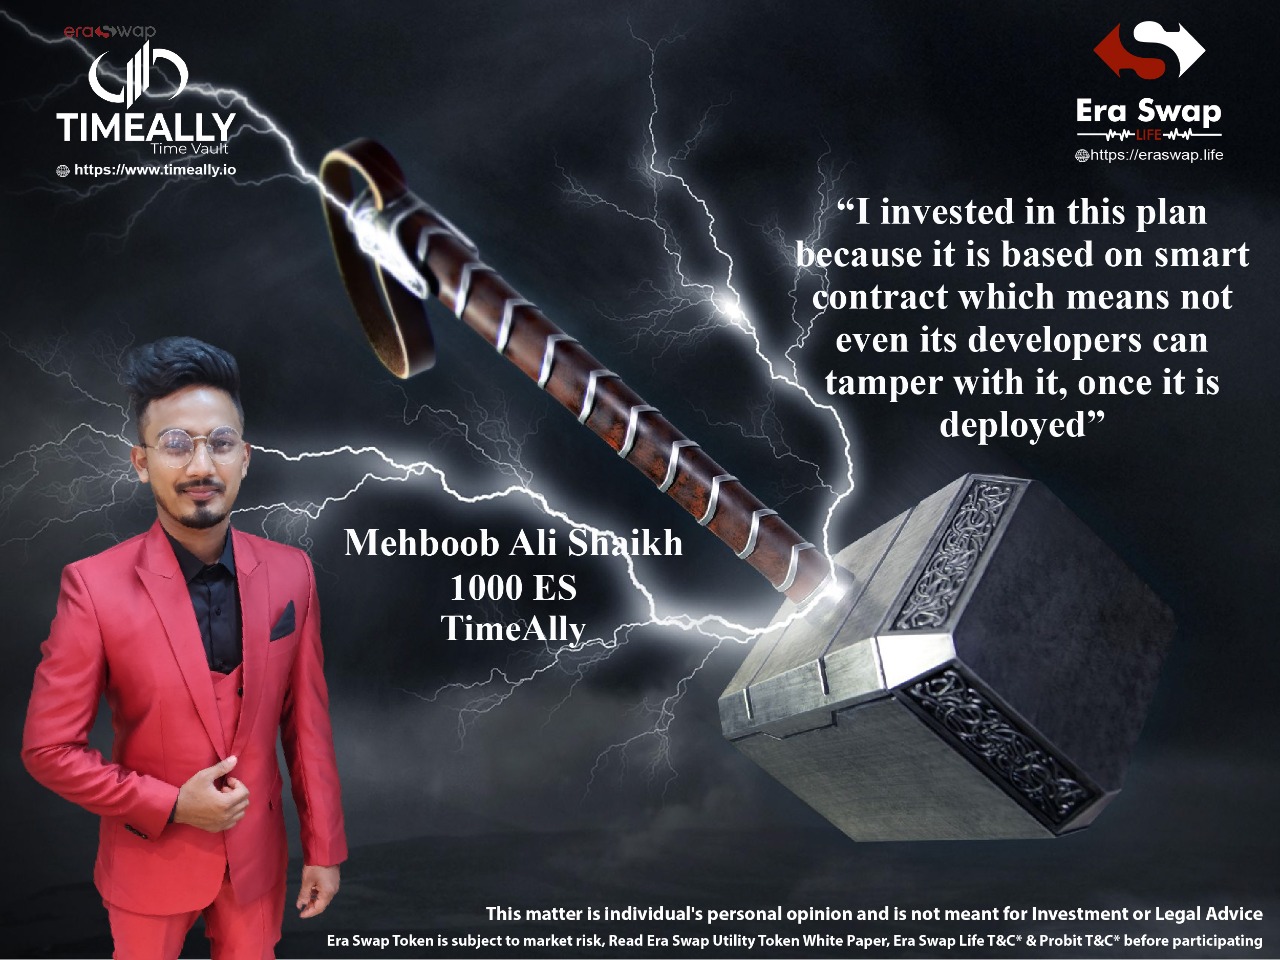 eraswap
TIMEALLY
Time Vault
https://www.timeally.io
Era Swap
LIFE
https://eraswap.life
“I invested in this plan
because it is based on smart
contract which means not
even its developers can
tamper with it, once it is
deployed”
Mehboob Ali Shaikh
1000 ES
TimeAlly
This matter is individual's personal opinion and is not meant for Investment or Legal Advice
Era Swap Token is subject to market risk, Read Era Swap Utility Token White Paper, Era Swap Life T&C* & Probit T&C* before participating